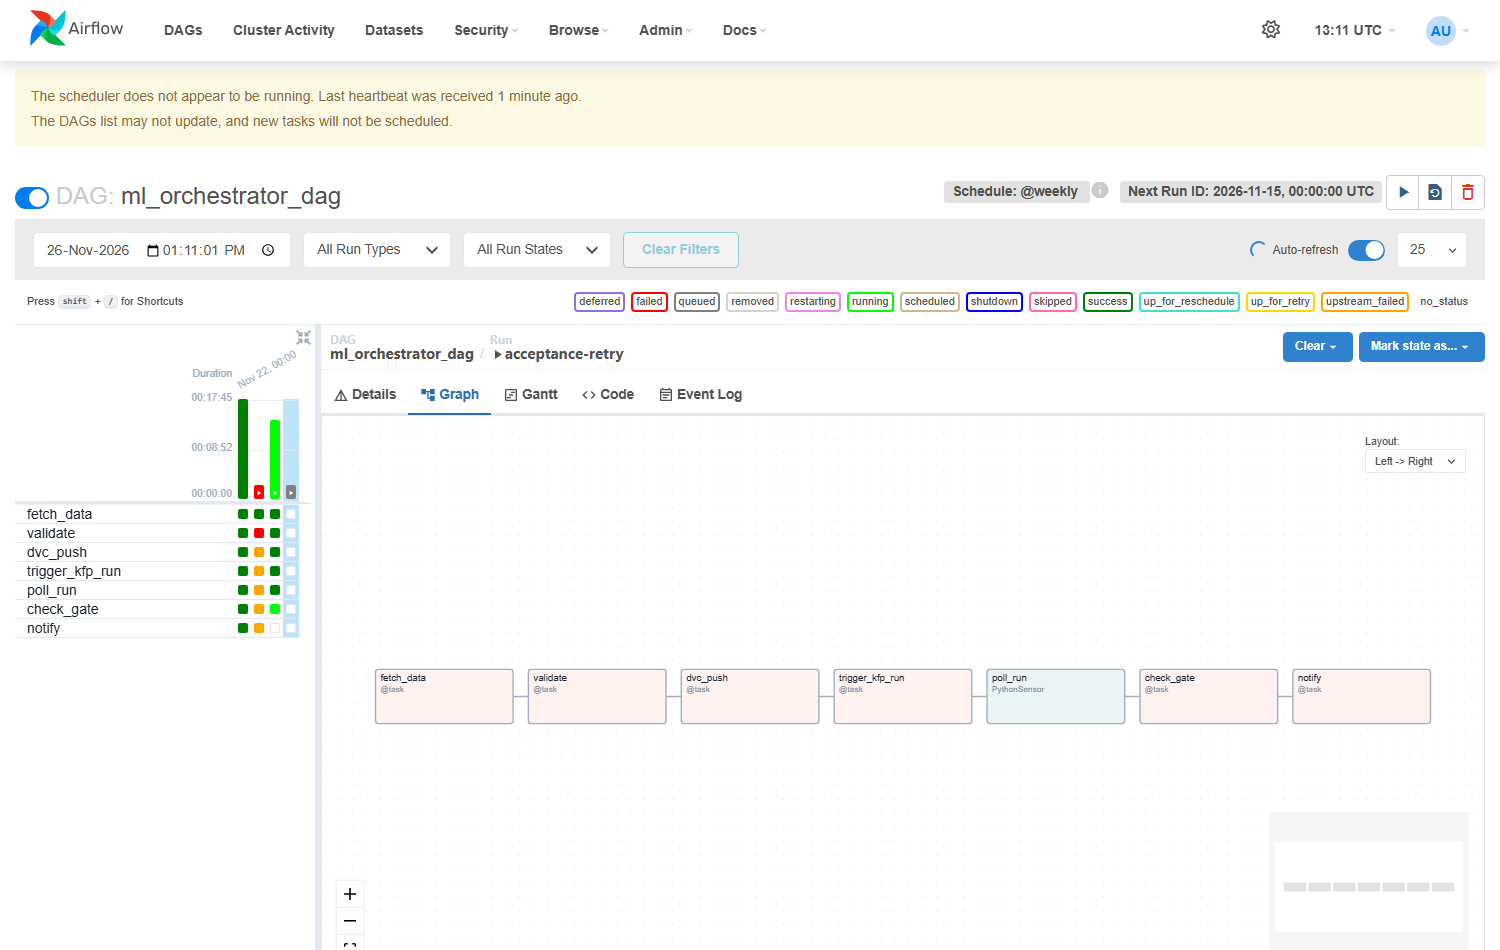 Airflow
DAGs
Cluster Activity
Datasets
Security
Browse
Admin
Docs
13:11 UTC
AU
The scheduler does not appear to be running. Last heartbeat was received 1 minute ago.
The DAGs list may not update, and new tasks will not be scheduled.
DAG: ml_orchestrator_dag
Schedule: @weekly
Next Run ID: 2026-11-15, 00:00:00 UTC
26-Nov-2026 01:11:01 PM
All Run Types
All Run States
Clear Filters
Auto-refresh
25
Press shift + / for Shortcuts
deferred
failed
queued
removed
restarting
running
scheduled
shutdown
skipped
success
up_for_reschedule
up_for_retry
upstream_failed
no_status
Duration
Nov 22, 00:00
00:17:45
00:08:52
00:00:00
fetch_data
validate
dvc_push
trigger_kfp_run
poll_run
check_gate
notify
DAG
ml_orchestrator_dag
/
Run
acceptance-retry
Clear
Mark state as...
Details
Graph
Gantt
Code
Event Log
Layout:
Left -> Right
fetch_data
@task
validate
@task
dvc_push
@task
trigger_kfp_run
@task
poll_run
PythonSensor
check_gate
@task
notify
@task